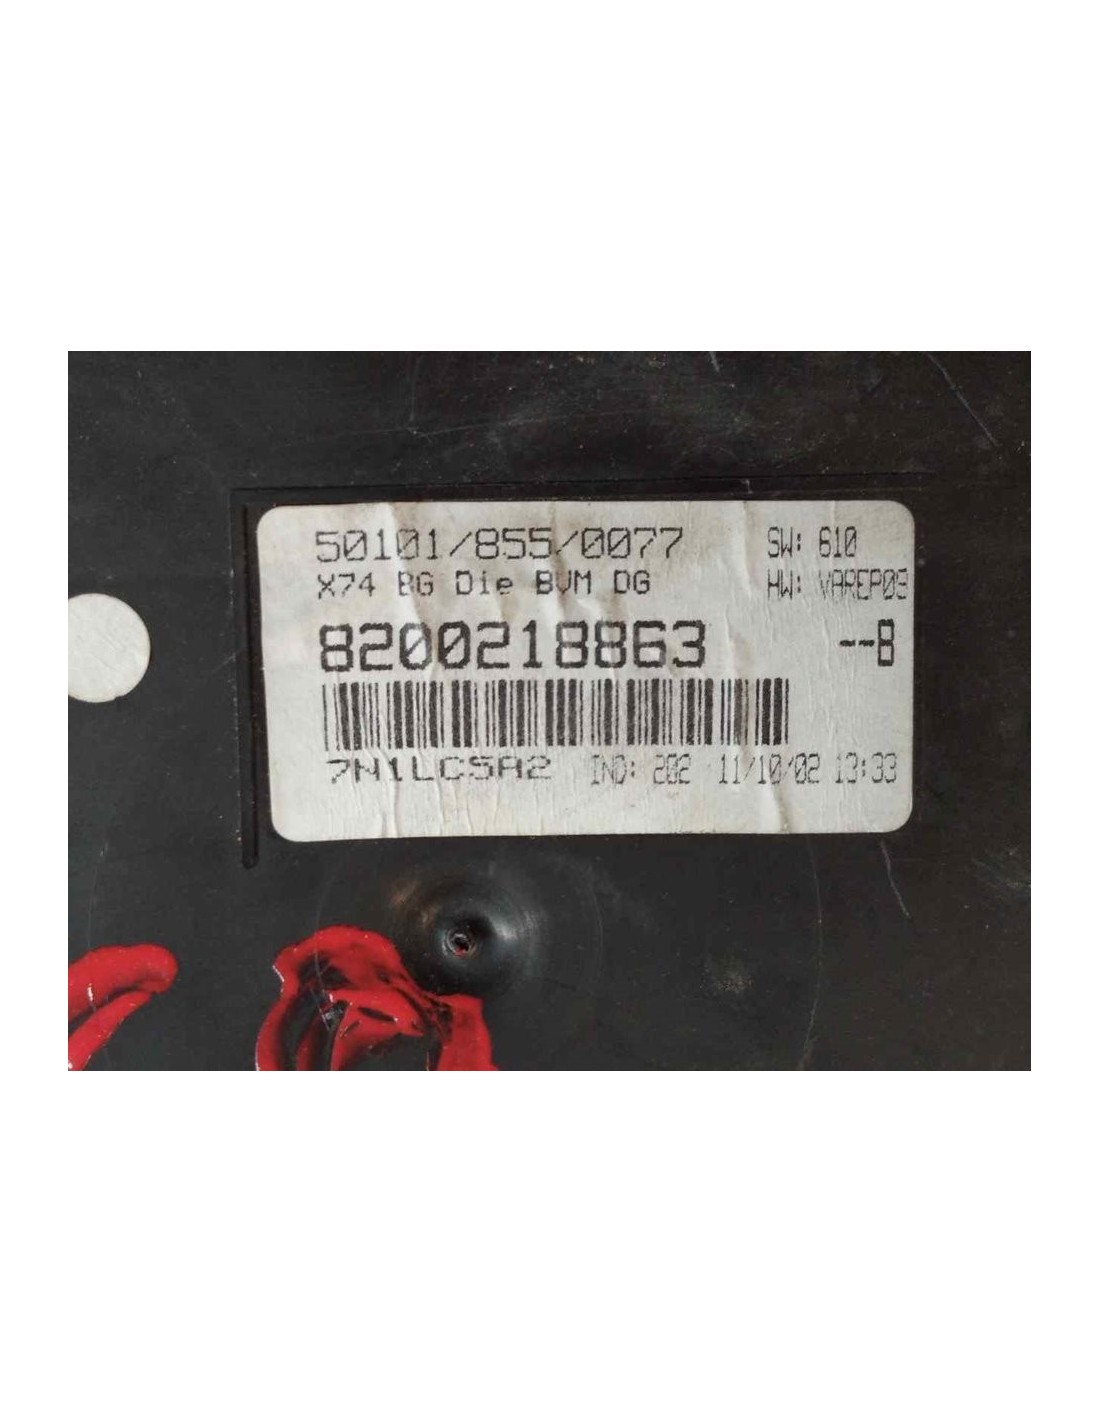 50101/855/0077 SW: 610
X74 BG Die BVM DG HW: VAREP09
8200218863 --B
7N1LC5A2 IND: 202 11/10/02 13:33